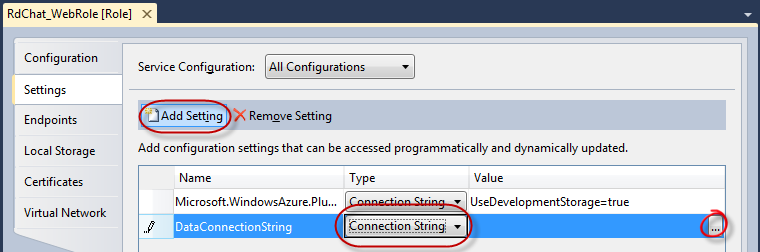 RdChat_WebRole [Role] ×
Configuration
Service Configuration: All Configurations
Settings
Add Setting Remove Setting
Endpoints
Local Storage
Add configuration settings that can be accessed programmatically and dynamically updated.
Certificates
Name Type Value
Microsoft.WindowsAzure.Plu... Connection String UseDevelopmentStorage=true
Virtual Network
DataConnectionString Connection String ...